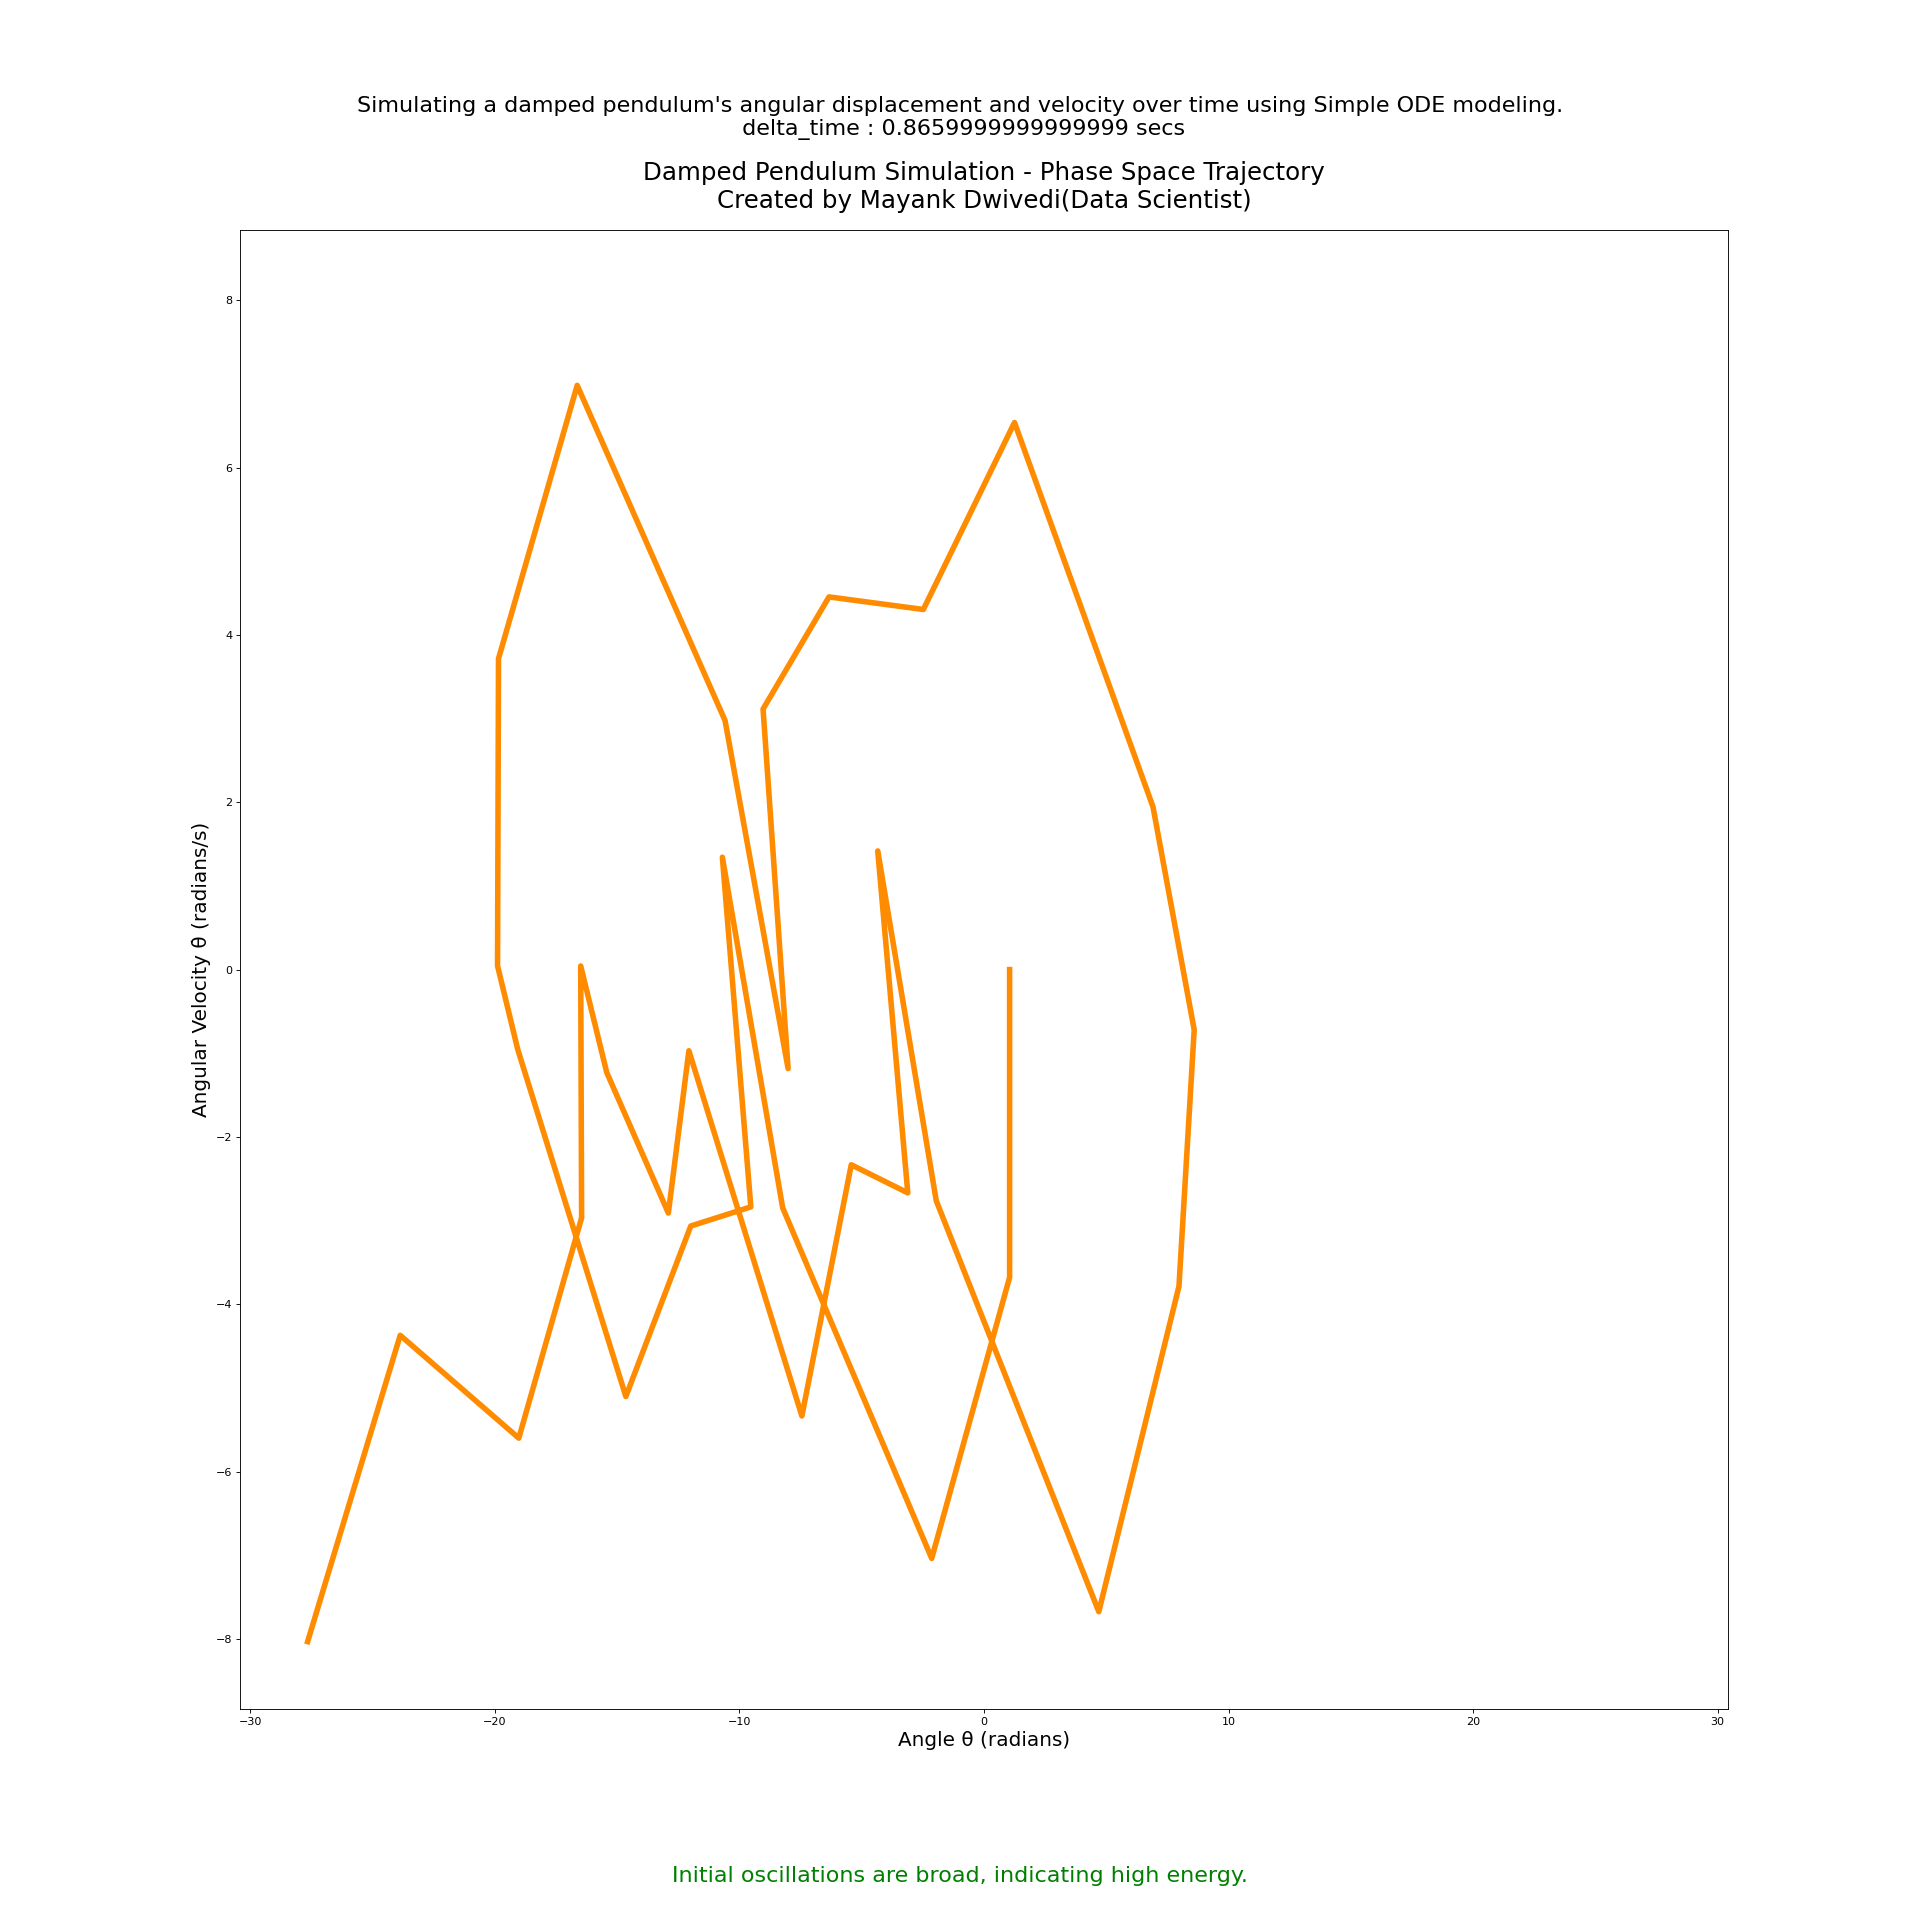 Simulating a damped pendulum's angular displacement and velocity over time using Simple ODE modeling.
delta_time : 0.8659999999999999 secs
Damped Pendulum Simulation - Phase Space Trajectory
Created by Mayank Dwivedi(Data Scientist)
8
6
4
2
0
−2
−4
−6
−8
Angular Velocity θ (radians/s)
−30
−20
−10
0
10
20
30
Angle θ (radians)
Initial oscillations are broad, indicating high energy.